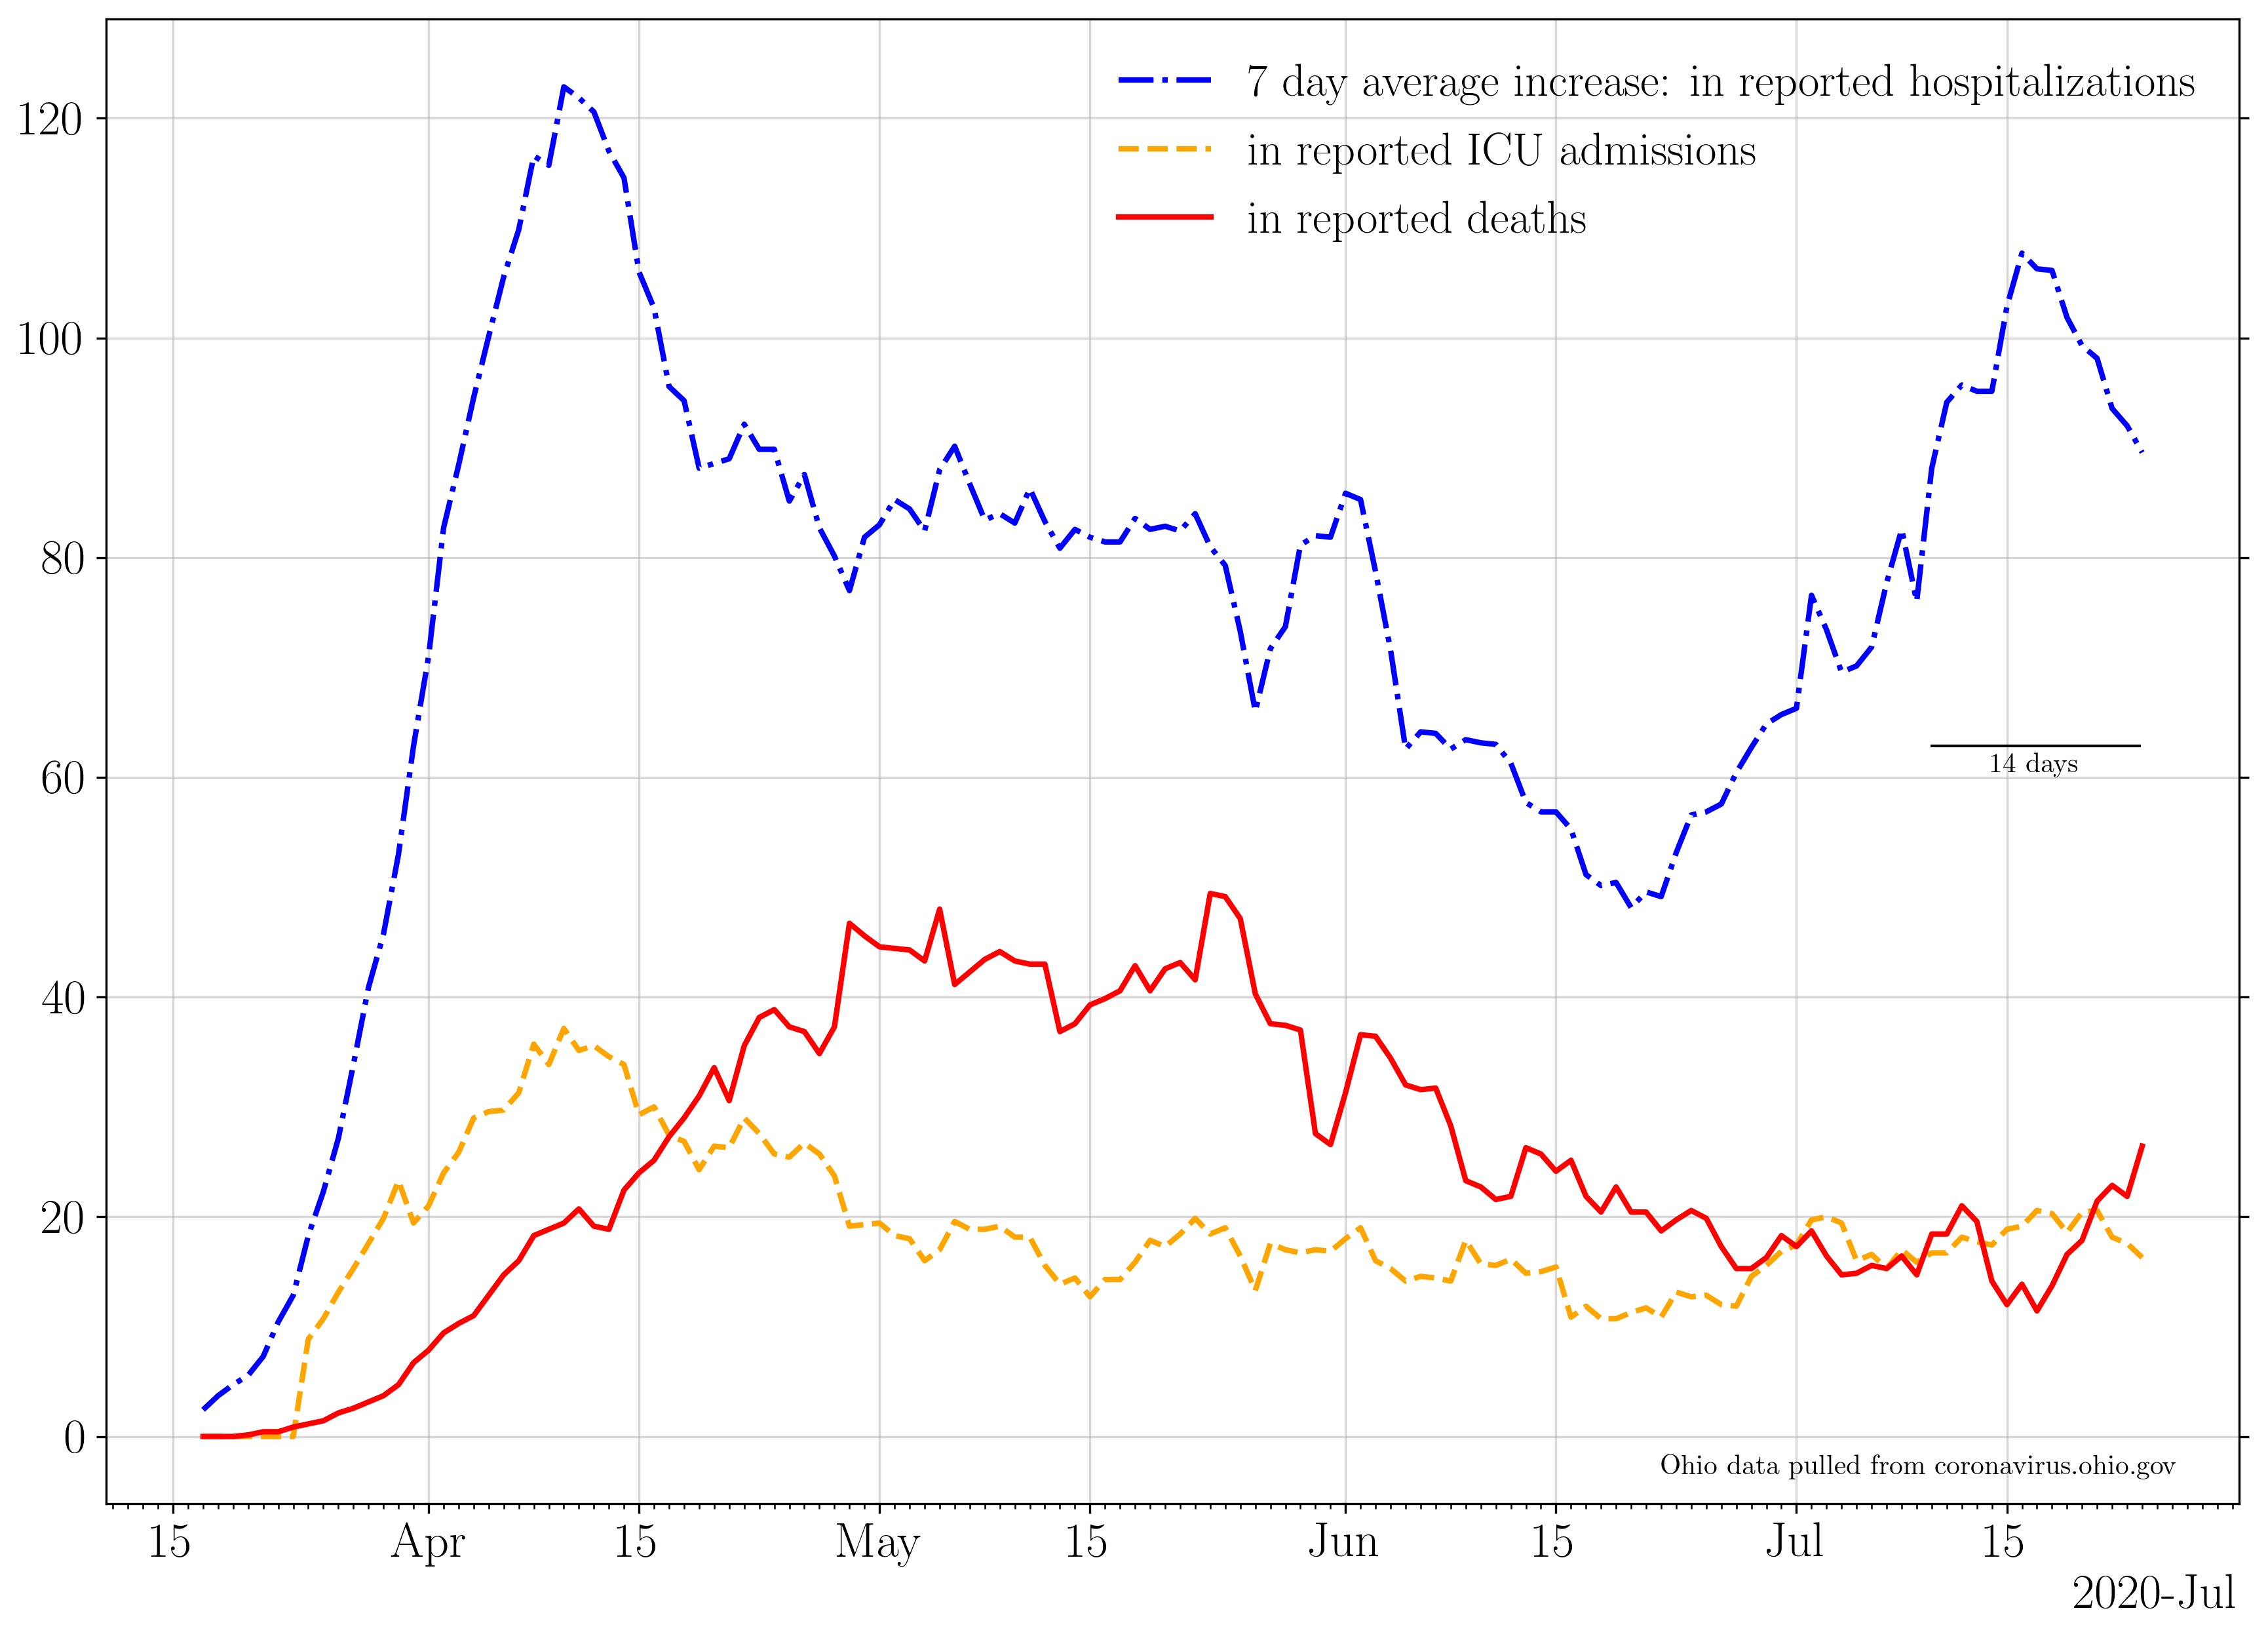 7 day average increase: in reported hospitalizations
in reported ICU admissions
in reported deaths
120
100
80
60
40
20
0
14 days
Ohio data pulled from coronavirus.ohio.gov
15 Apr 15 May 15 Jun 15 Jul 15
2020-Jul